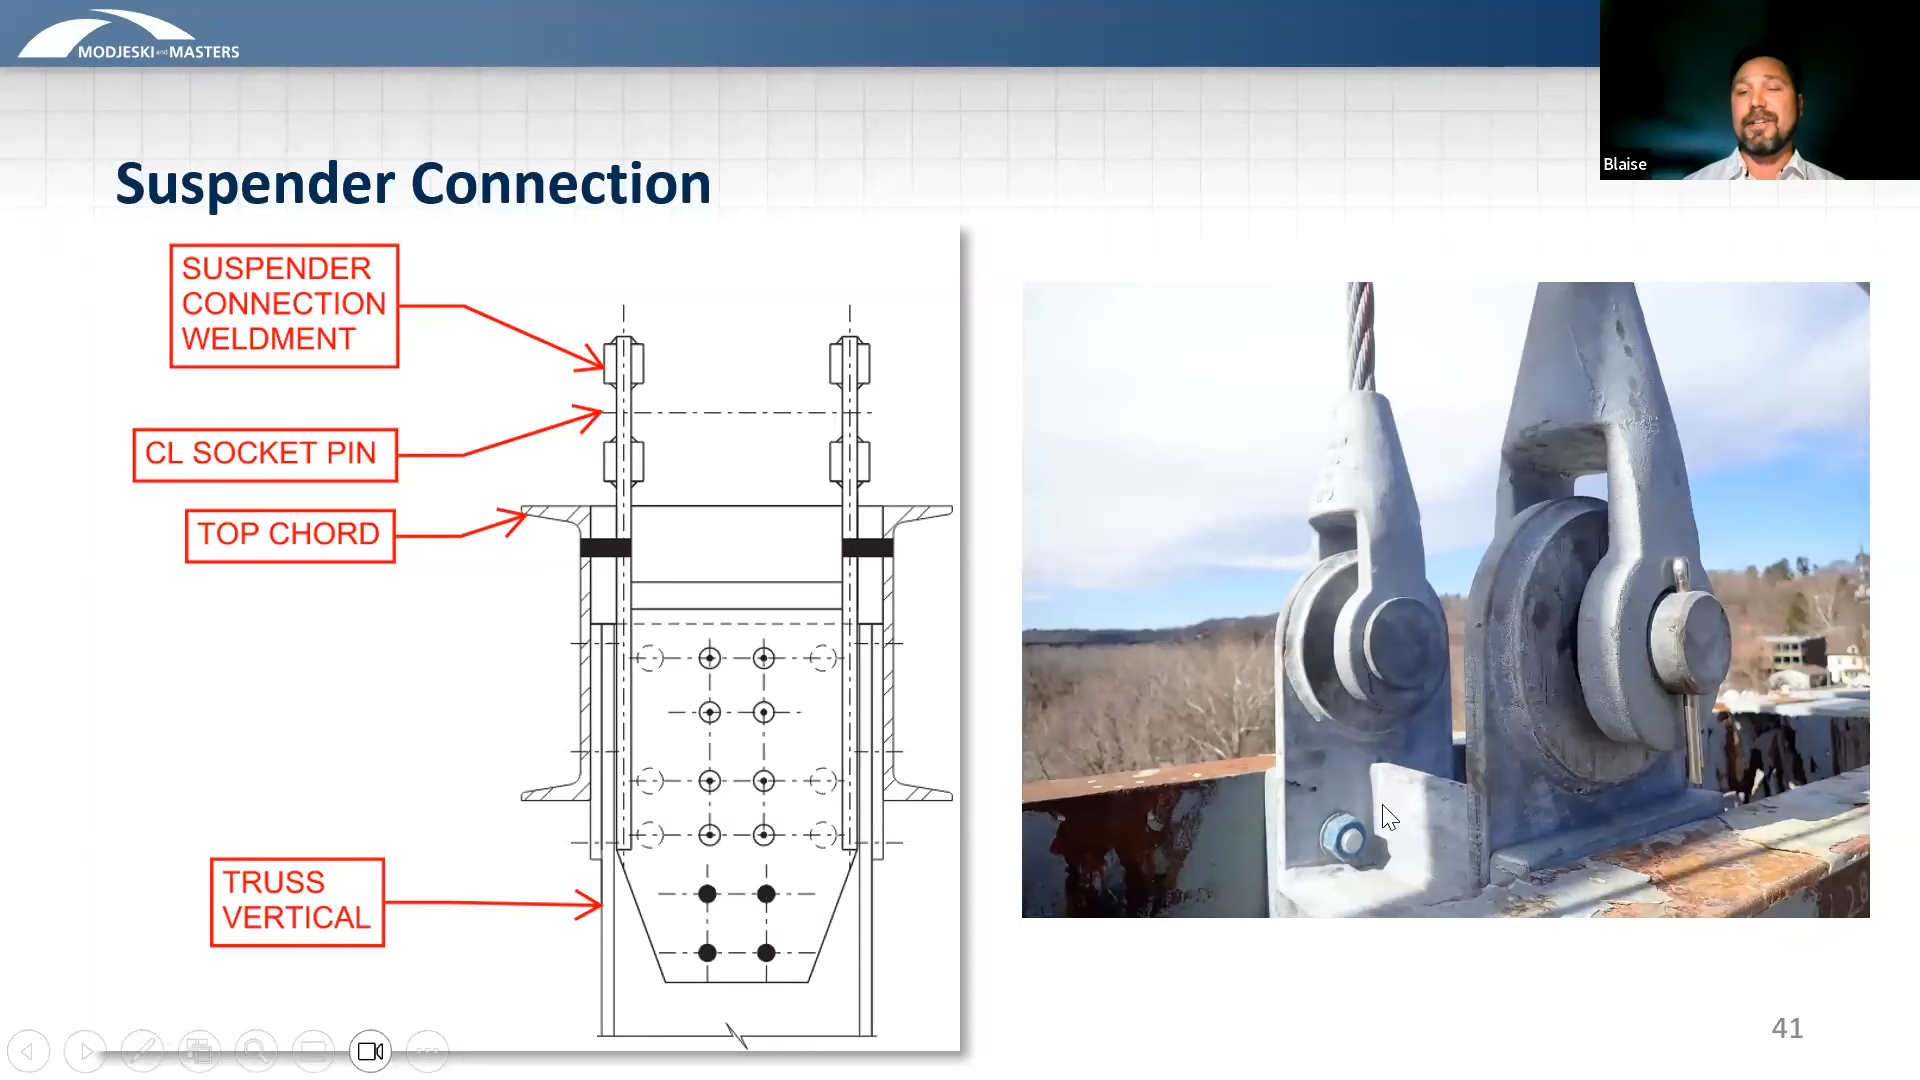 MODJESKI and MASTERS
Blaise
Suspender Connection
SUSPENDER
CONNECTION
WELDMENT
CL SOCKET PIN
TOP CHORD
TRUSS
VERTICAL
41